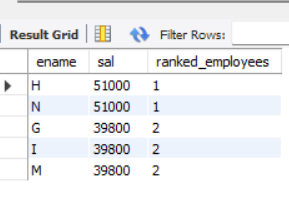 Result Grid Filter Rows:
ename sal ranked_employees
H 51000 1
N 51000 1
G 39800 2
I 39800 2
M 39800 2